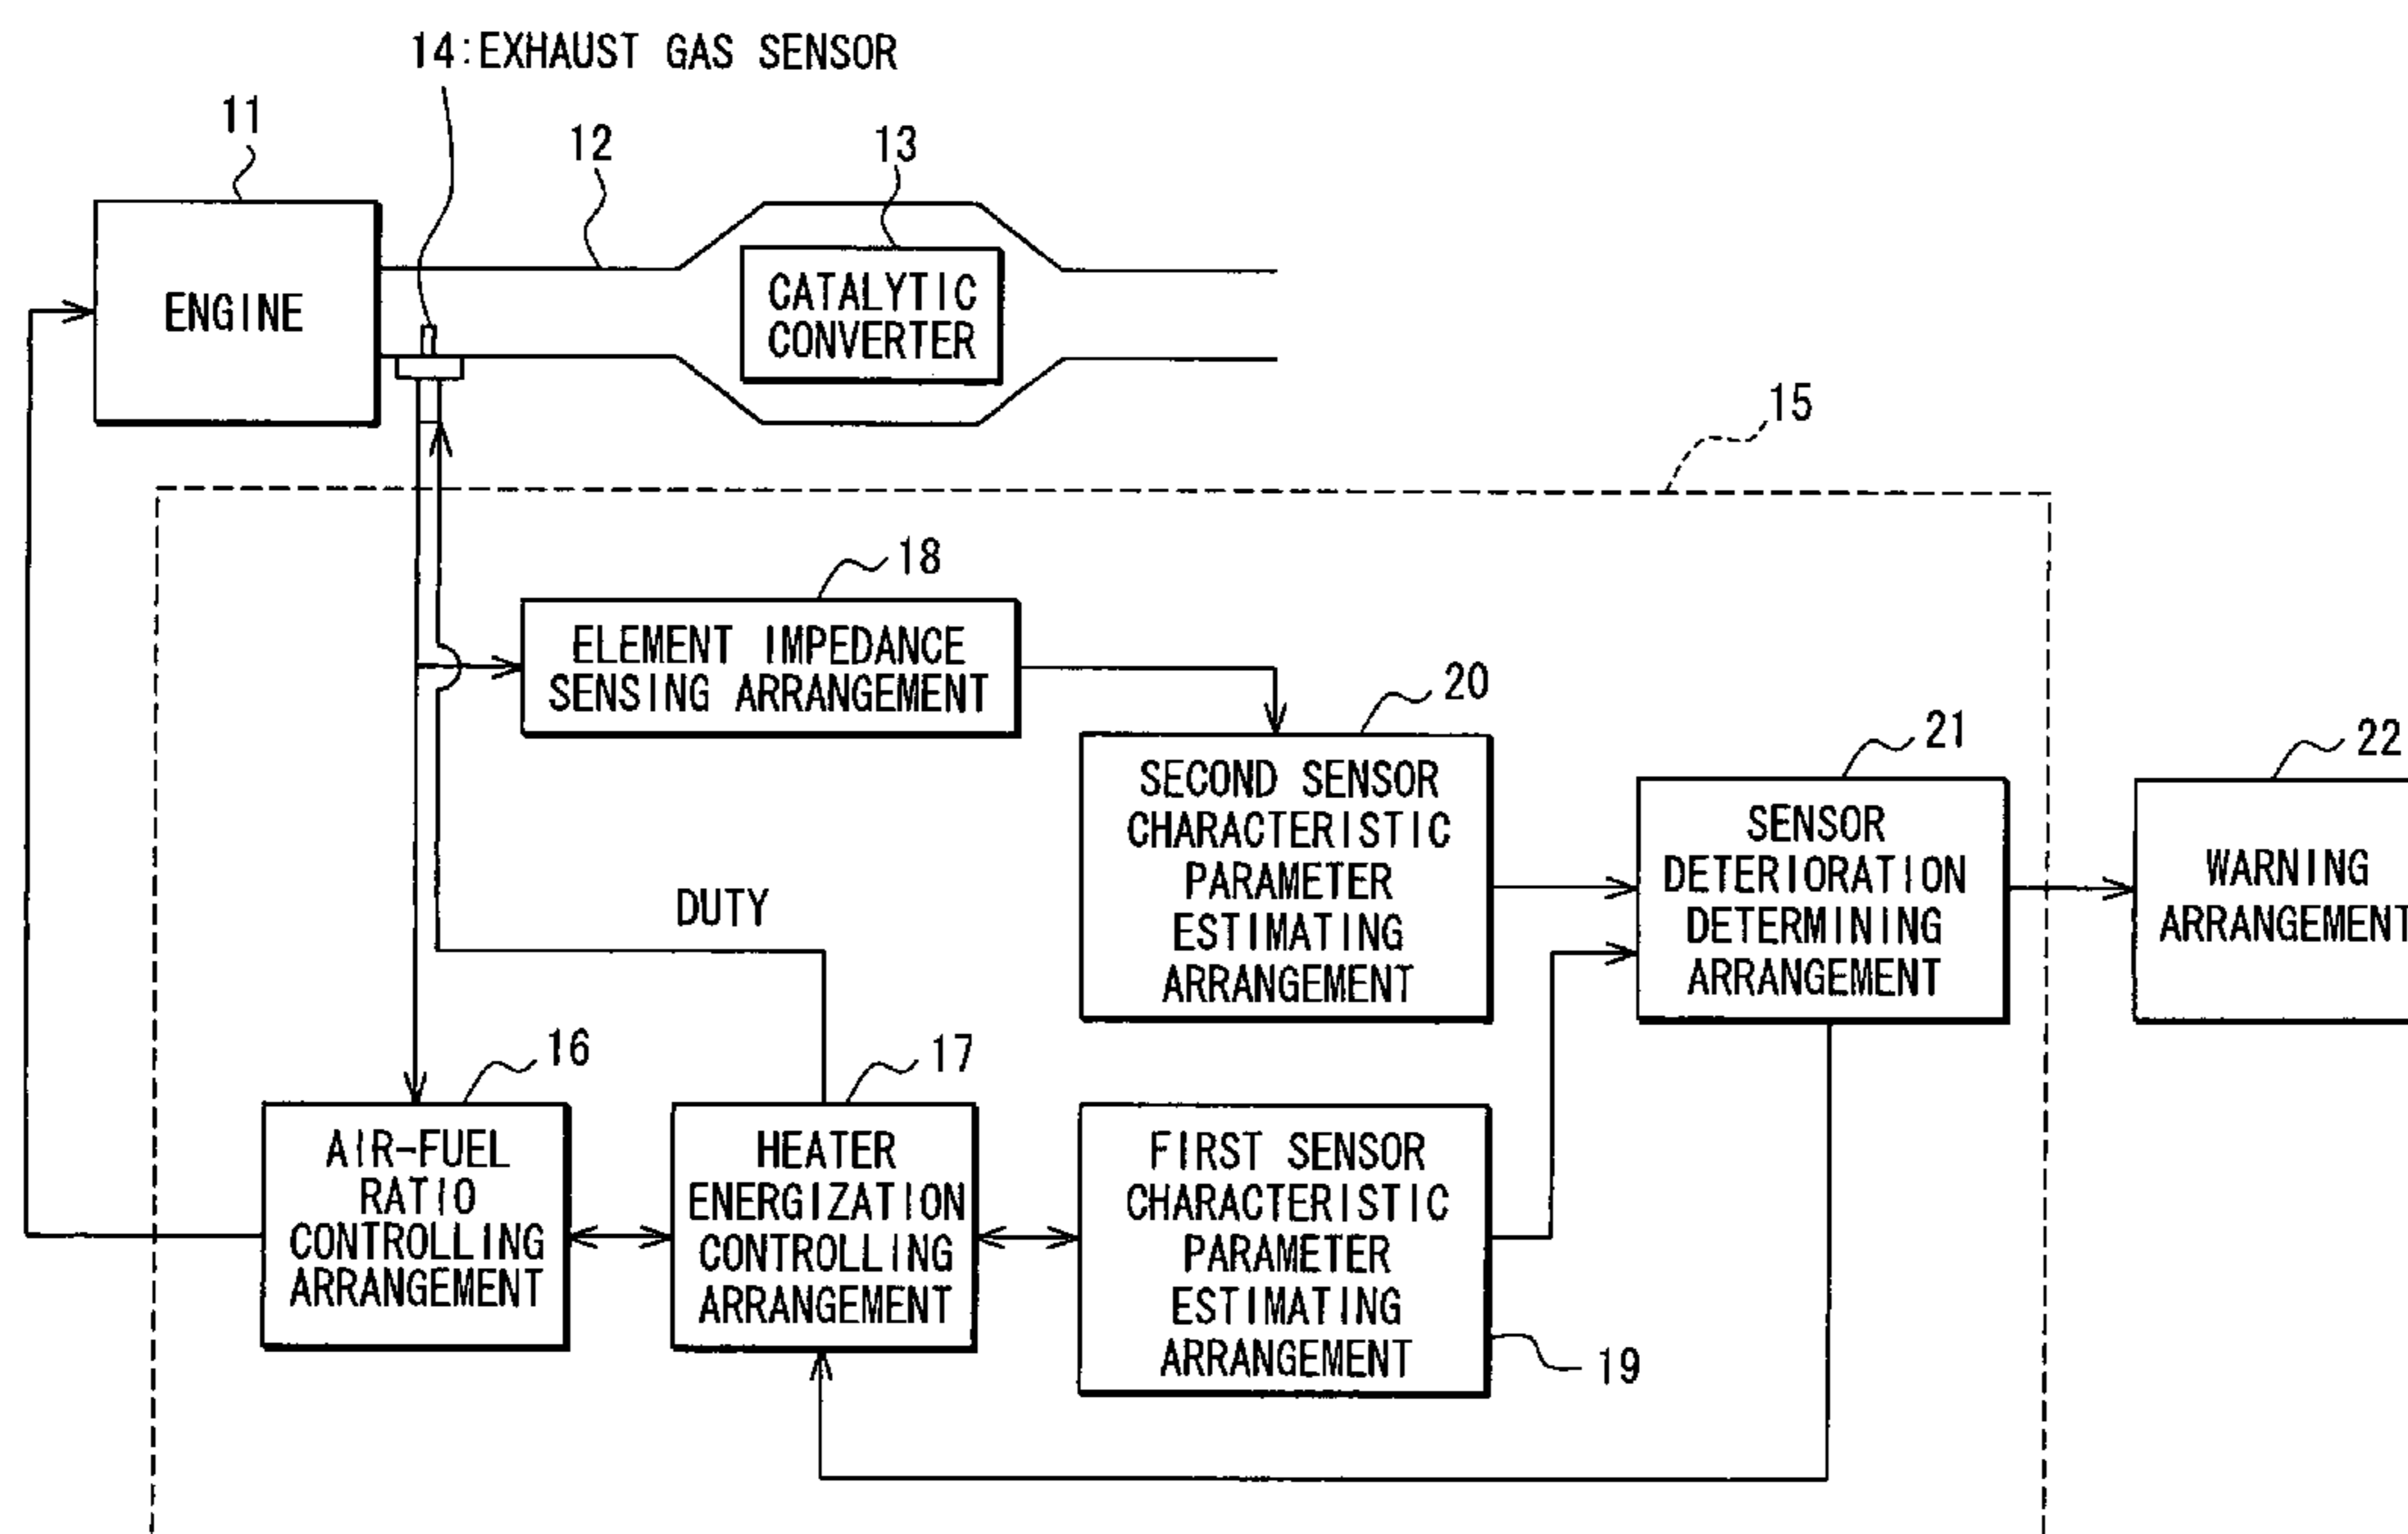 14:EXHAUST GAS SENSOR
11
12
13
ENGINE
CATALYTIC
CONVERTER
15
18
ELEMENT IMPEDANCE
SENSING ARRANGEMENT
20
SECOND SENSOR
CHARACTERISTIC
PARAMETER
ESTIMATING
ARRANGEMENT
21
SENSOR
DETERIORATION
DETERMINING
ARRANGEMENT
22
WARNING
ARRANGEMENT
DUTY
16
AIR-FUEL
RATIO
CONTROLLING
ARRANGEMENT
17
HEATER
ENERGIZATION
CONTROLLING
ARRANGEMENT
FIRST SENSOR
CHARACTERISTIC
PARAMETER
ESTIMATING
ARRANGEMENT
19